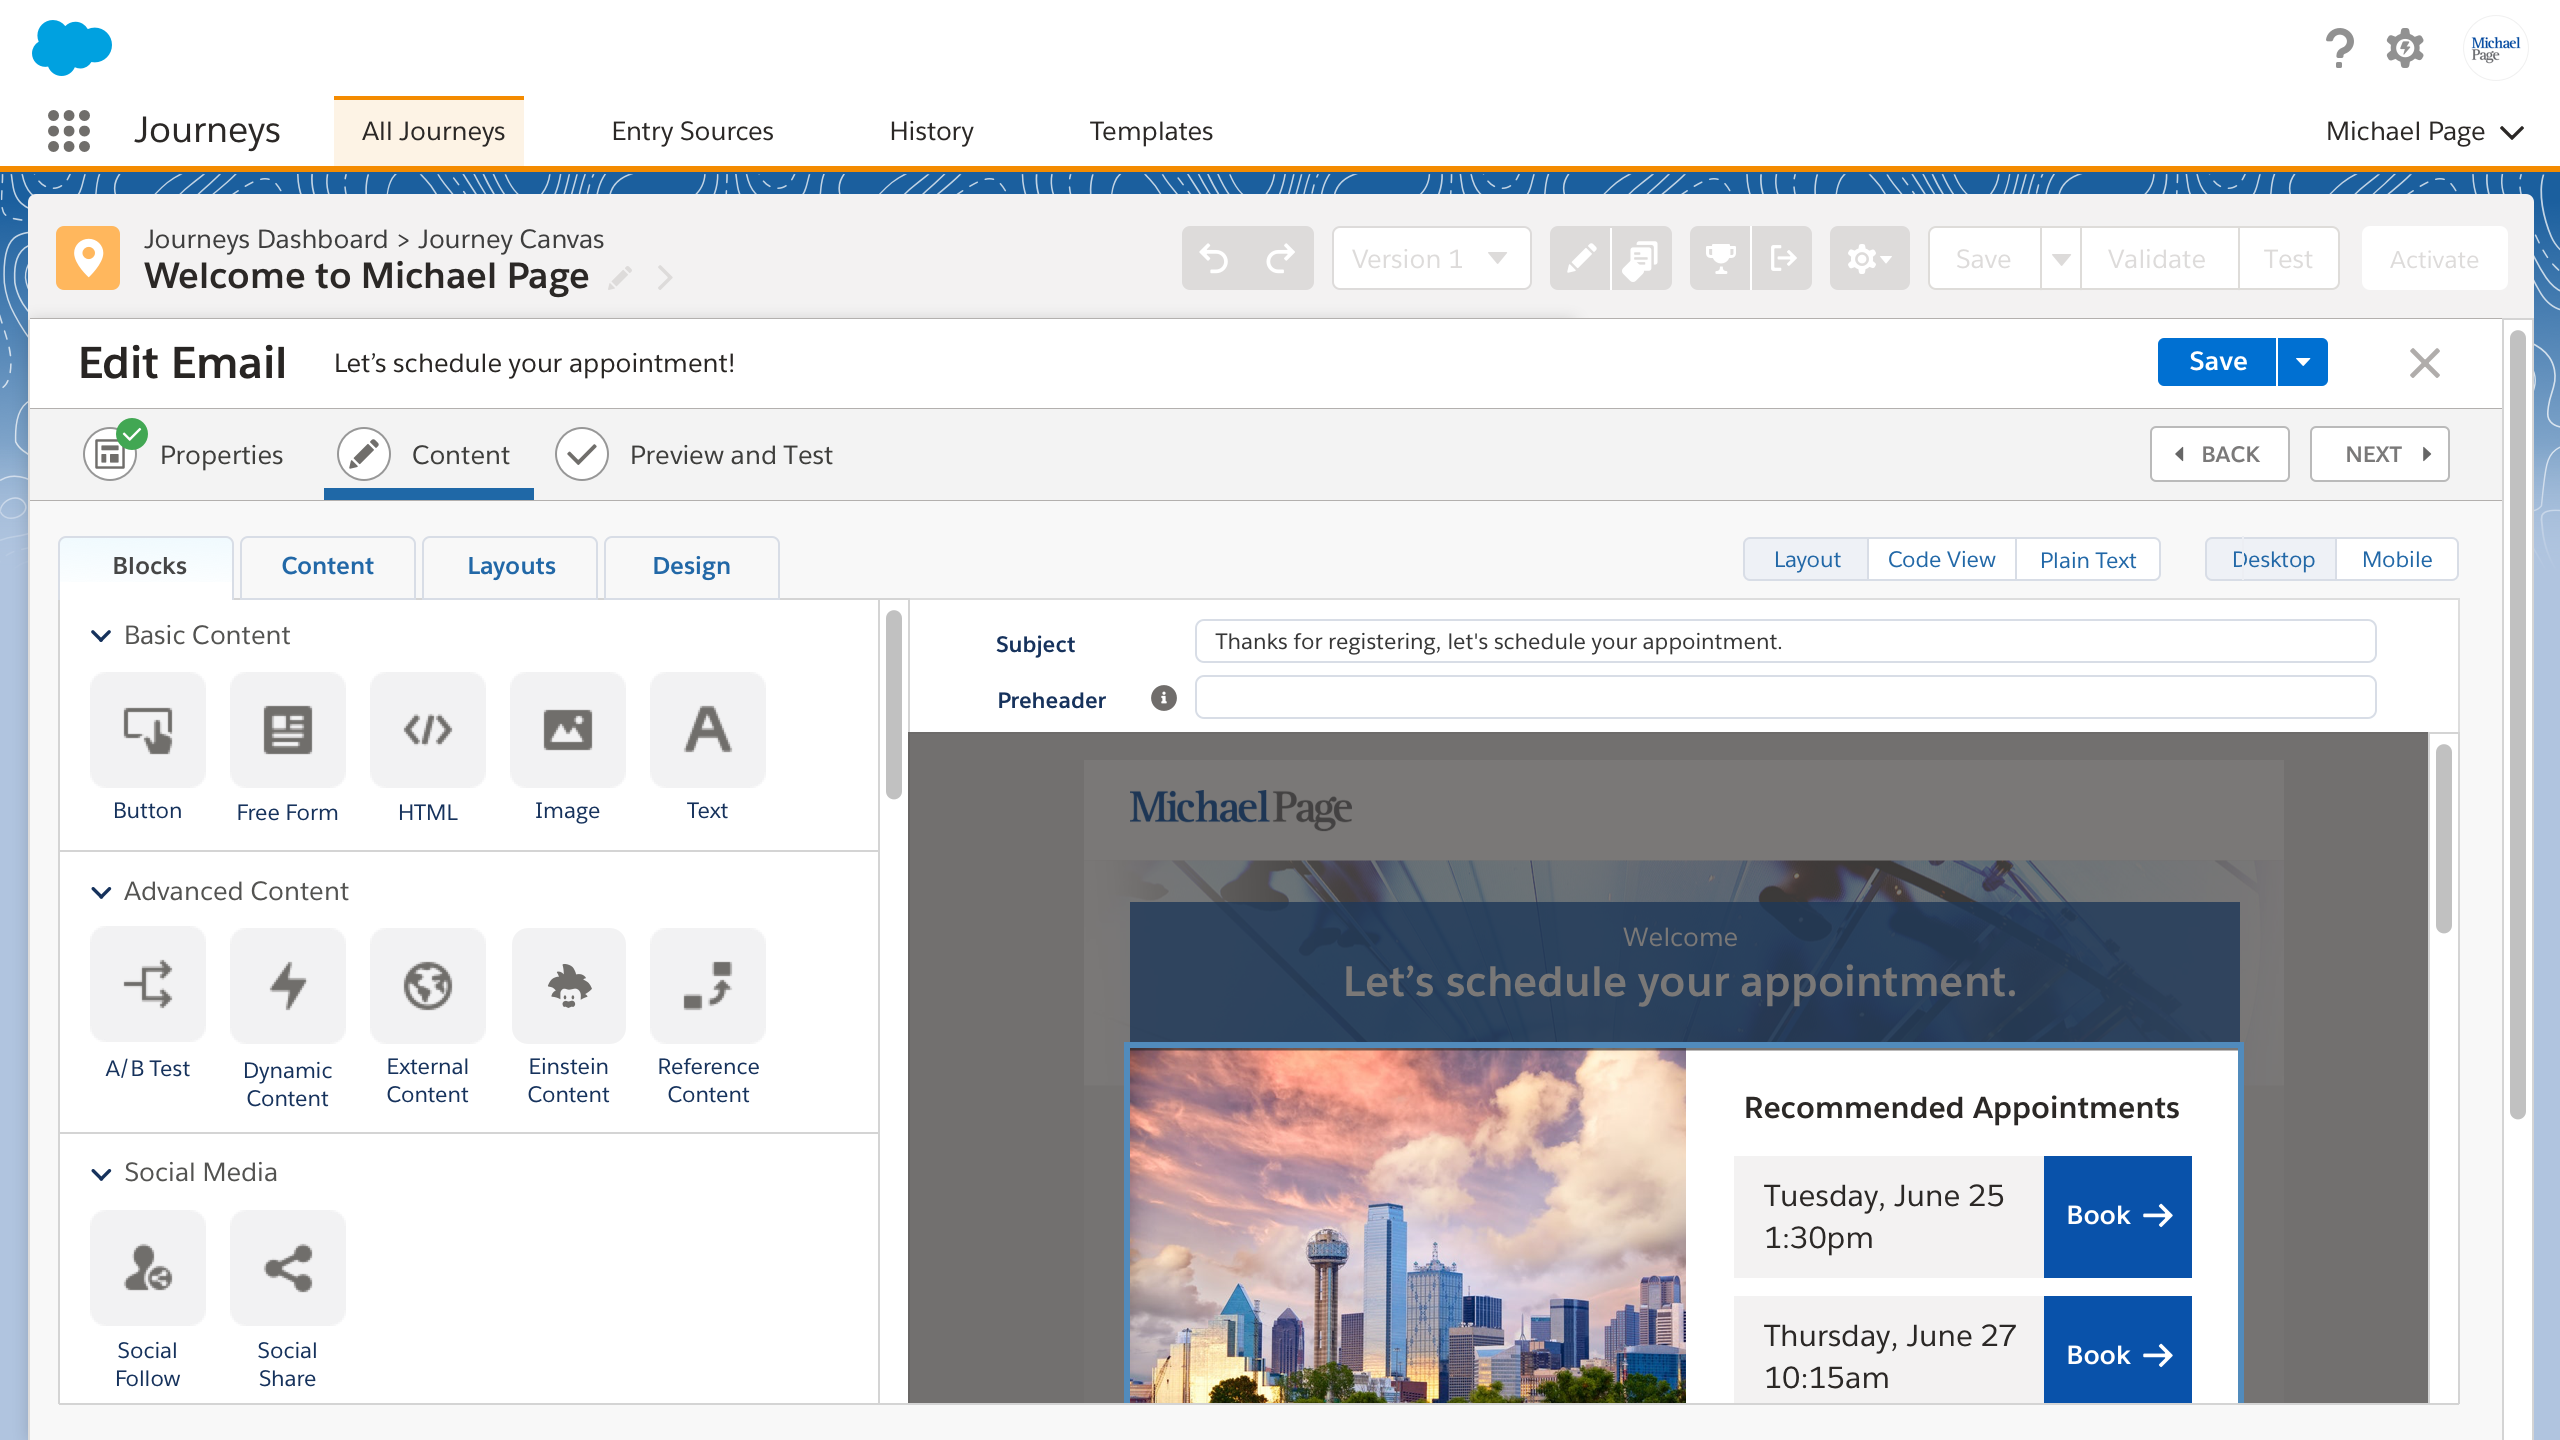 Michael
Page
Journeys
All Journeys
Entry Sources
History
Templates
Michael Page
Journeys Dashboard > Journey Canvas
Welcome to Michael Page
Version 1
Save
Validate
Test
Activate
Edit Email
Let’s schedule your appointment!
Save
Properties
Content
Preview and Test
BACK
NEXT
Blocks
Content
Layouts
Design
Layout
Code View
Plain Text
Desktop
Mobile
Basic Content
Button
Free Form
HTML
Image
Text
Advanced Content
A/B Test
Dynamic
Content
External
Content
Einstein
Content
Reference
Content
Social Media
Social
Follow
Social
Share
Subject
Thanks for registering, let's schedule your appointment.
Preheader
MichaelPage
Welcome
Let’s schedule your appointment.
Recommended Appointments
Tuesday, June 25
1:30pm
Book
Thursday, June 27
10:15am
Book